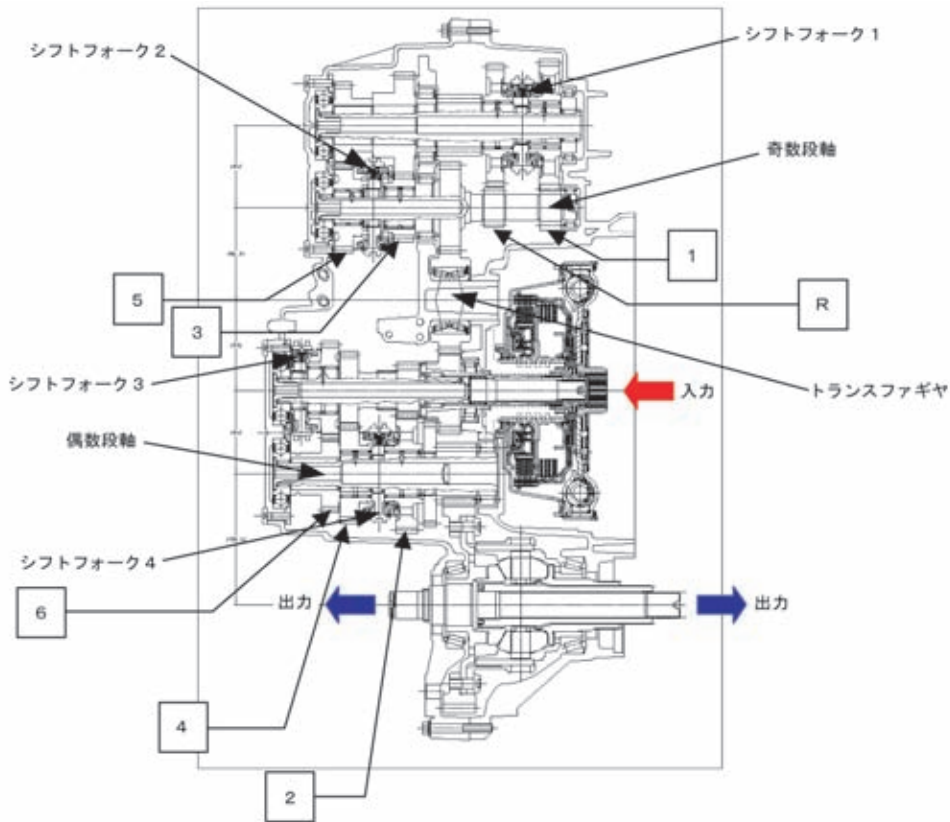 シフトフォーク2
シフトフォーク1
奇数段軸
1
5
R
3
シフトフォーク3
トランスファギヤ
入力
偶数段軸
シフトフォーク4
6
出力
出力
4
2